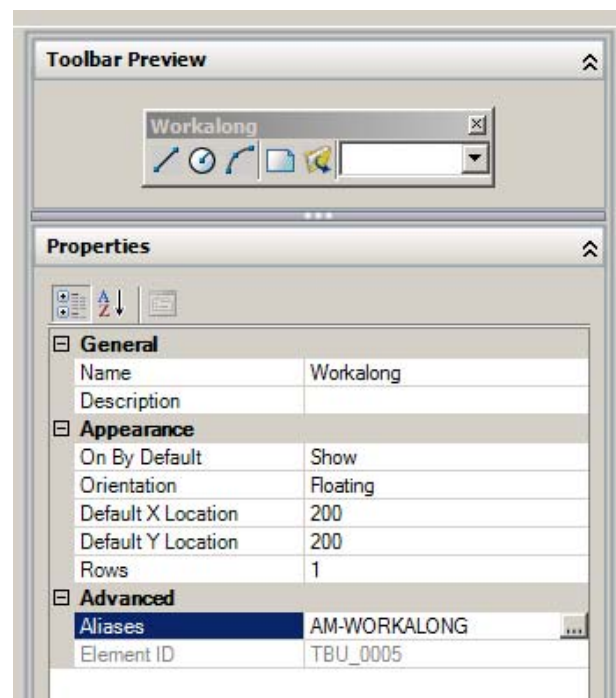 Toolbar Preview
Workalong
Properties
General
Name Workalong
Description
Appearance
On By Default Show
Orientation Floating
Default X Location 200
Default Y Location 200
Rows 1
Advanced
Aliases AM-WORKALONG ...
Element ID TBU_0005